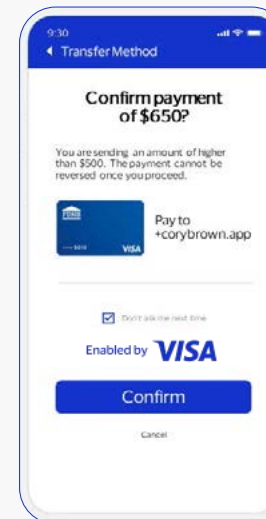 9:30
Transfer Method
Confirm payment
of $650?
You are sending an amount of higher
than $500. The payment cannot be
reversed once you proceed.
Pay to
+corybrown.app
VISA
Don't ask me next time
Enabled by VISA
Confirm
Cancel